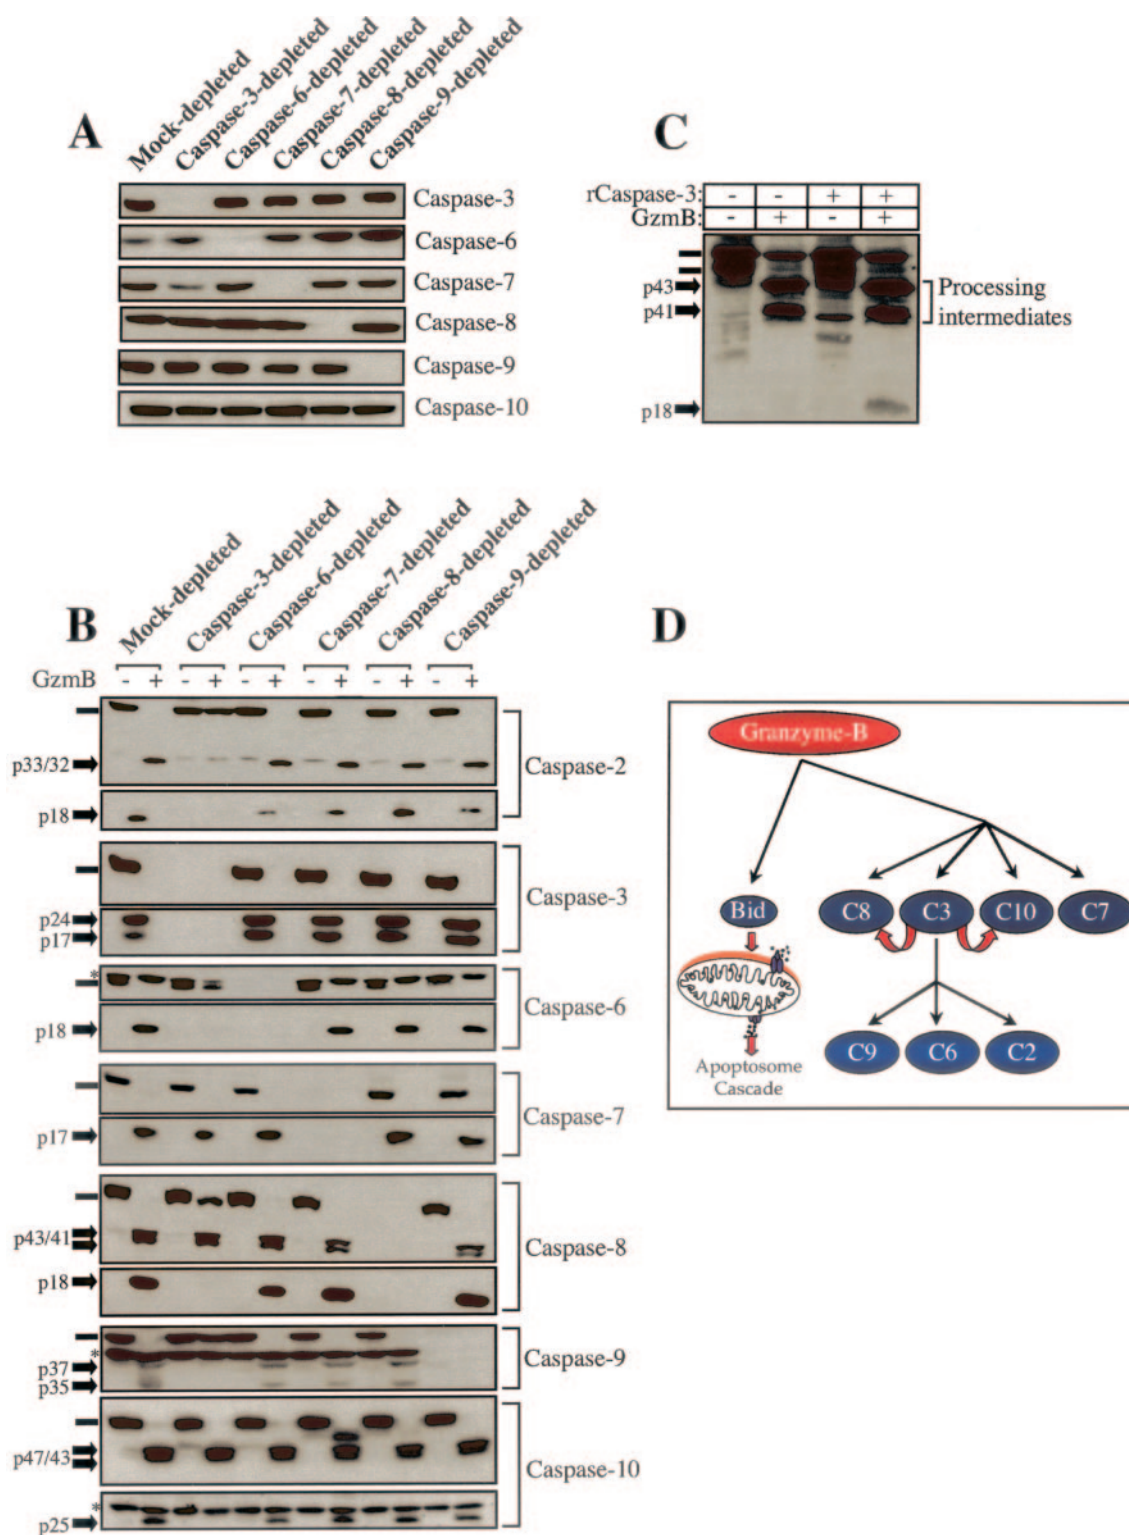 A
Mock-depleted
Caspase-3-depleted
Caspase-6-depleted
Caspase-7-depleted
Caspase-8-depleted
Caspase-9-depleted
Caspase-3
Caspase-6
Caspase-7
Caspase-8
Caspase-9
Caspase-10
C
rCaspase-3: - - + +
GzmB: - + - +
p43
p41
Processing
intermediates
p18
B
Mock-depleted
Caspase-3-depleted
Caspase-6-depleted
Caspase-7-depleted
Caspase-8-depleted
Caspase-9-depleted
GzmB - + - + - + - + - + - +
p33/32
Caspase-2
p18
Caspase-3
p24
p17
*
Caspase-6
p18
Caspase-7
p17
p43/41
Caspase-8
p18
*
Caspase-9
p37
p35
p47/43
Caspase-10
*
p25
D
Granzyme-B
Bid
C8 C3 C10 C7
C9 C6 C2
Apoptosome
Cascade